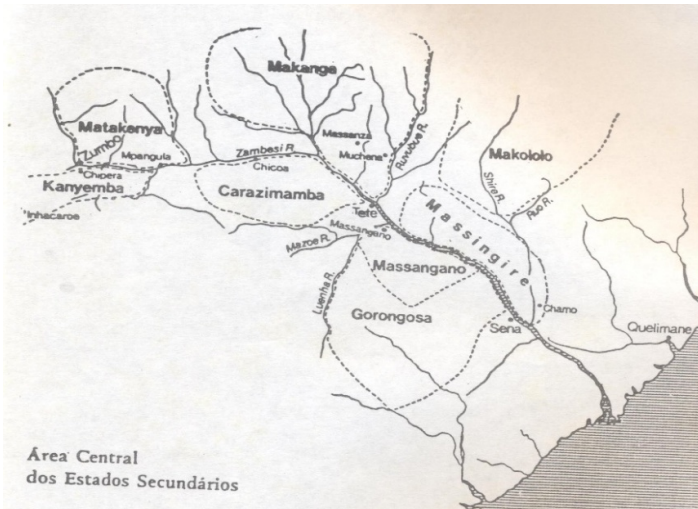 Makanga
Matakenya
Massanza
Zumbo
Mpangula
Zambesi R.
Muchena
Ruvubue R.
Makololo
Chipera
Chicoa
Kanyemba
Carazimamba
Shire R.
Ruo R.
Inhacaroe
Tete
Massingire
Massangano
Mazoe R.
Massangano
Luenha R.
Gorongosa
Chamo
Sena
Quelimane
Área Central
dos Estados Secundários